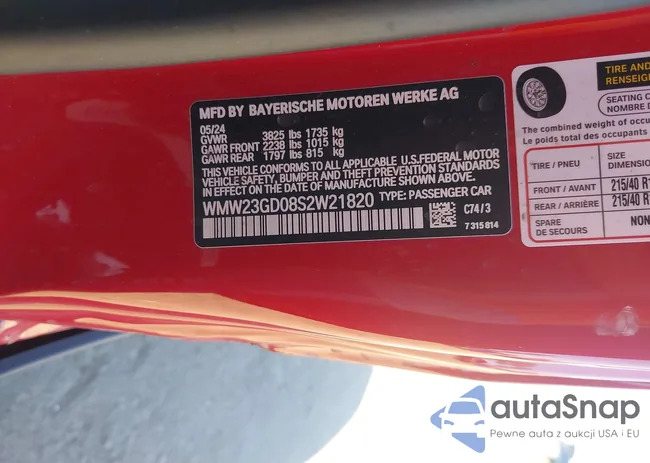 MFD BY BAYERISCHE MOTOREN WERKE AG
05/24
GVWR 3825 lbs 1735 kg
GAWR FRONT 2238 lbs 1015 kg
GAWR REAR 1797 lbs 815 kg
THIS VEHICLE CONFORMS TO ALL APPLICABLE U.S.FEDERAL MOTOR
VEHICLE SAFETY, BUMPER AND THEFT PREVENTION STANDARDS
IN EFFECT ON THE DATE OF MANUFACTURE SHOWN ABOVE.
WMW23GD08S2W21820 TYPE: PASSENGER CAR
C74/3
7 315 814
TIRE AND
RENSEIGN
SEATING C
NOMBRE D
The combined weight of occu
Le poids total des occupants
TIRE / PNEU SIZE
DIMENSIO
FRONT / AVANT 215/40 R1
REAR / ARRIÈRE 215/40 R
SPARE
DE SECOURS NON
autaSnap
Pewne auta z aukcji USA i EU